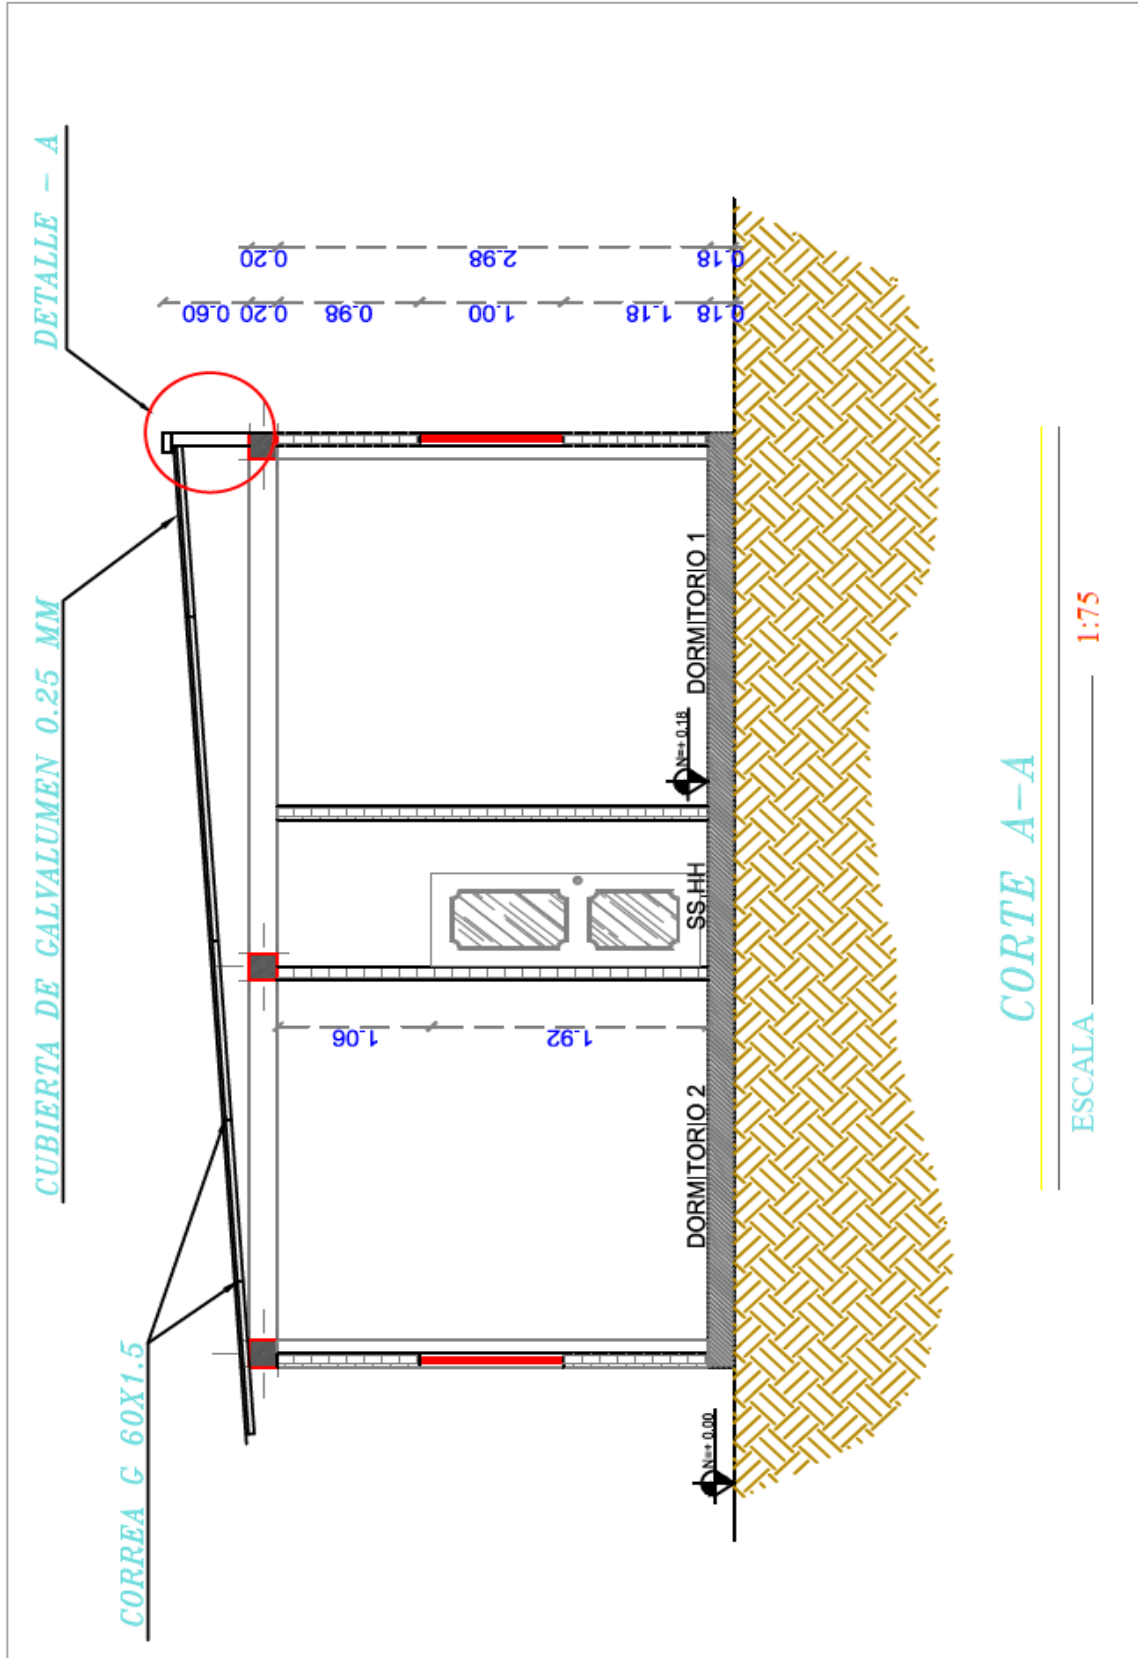 DETALLE - A
CUBIERTA DE GALVALUMEN 0.25 MM
CORREA G 60X1.5
0.20
2.98
0.18
0.60
0.20
0.98
1.00
1.18
0.18
1.06
1.92
DORMITORIO 2
SS.HH
DORMITORIO 1
N=+ 0.18
N=+ 0.00
CORTE A-A
ESCALA
1:75